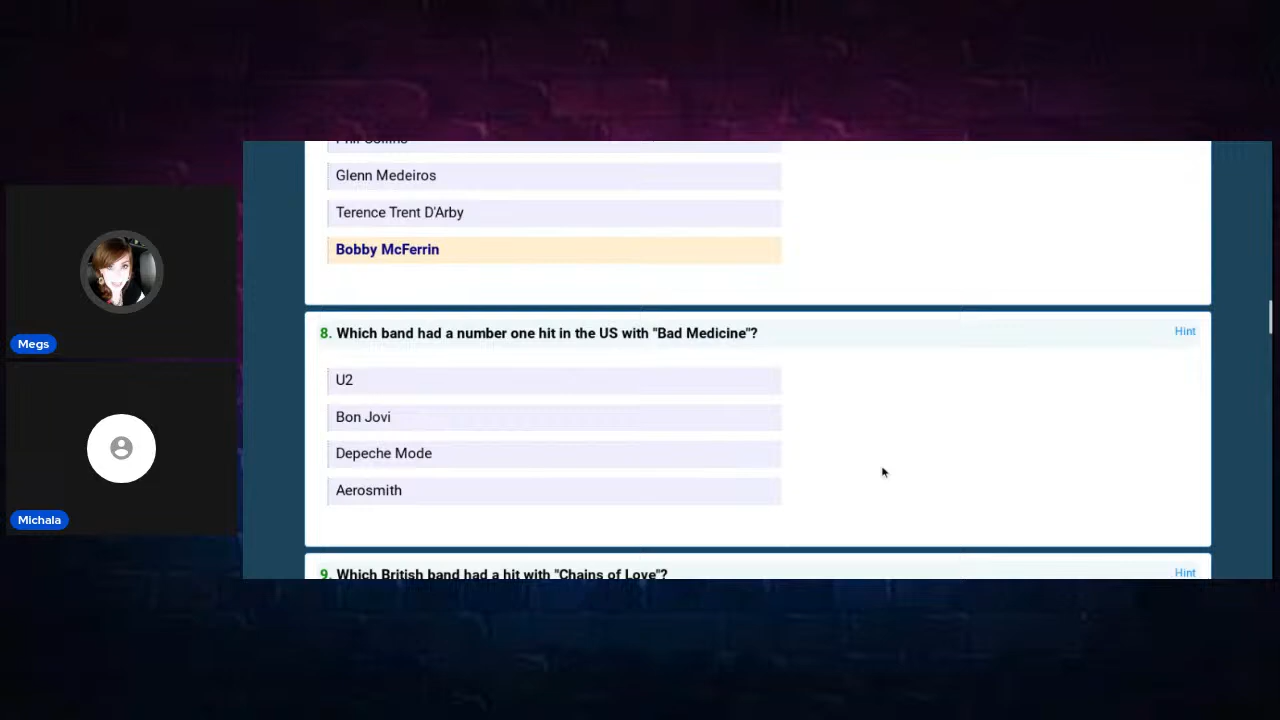 Phil Collins
Glenn Medeiros
Terence Trent D'Arby
Bobby McFerrin
8. Which band had a number one hit in the US with "Bad Medicine"?
Hint
U2
Bon Jovi
Depeche Mode
Aerosmith
9. Which British band had a hit with "Chains of Love"?
Hint
Megs
Michala